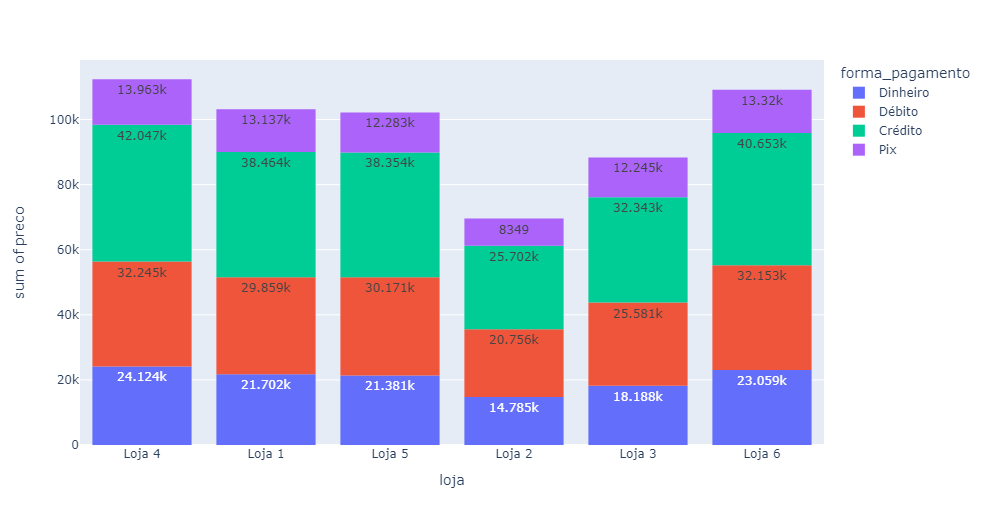 forma_pagamento
Dinheiro
Débito
Crédito
Pix
sum of preco
100k
80k
60k
40k
20k
0
13.963k
42.047k
32.245k
24.124k
13.137k
38.464k
29.859k
21.702k
12.283k
38.354k
30.171k
21.381k
8349
25.702k
20.756k
14.785k
12.245k
32.343k
25.581k
18.188k
13.32k
40.653k
32.153k
23.059k
Loja 4 Loja 1 Loja 5 Loja 2 Loja 3 Loja 6
loja